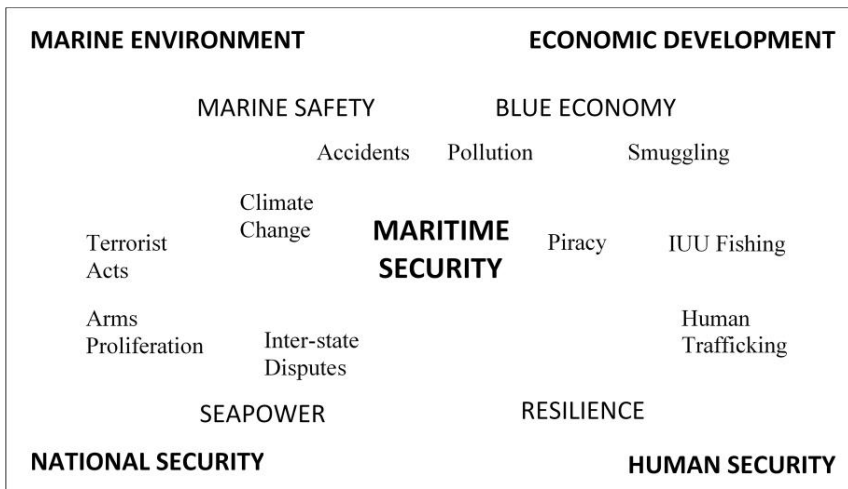 MARINE ENVIRONMENT
ECONOMIC DEVELOPMENT
MARINE SAFETY
BLUE ECONOMY
Accidents
Pollution
Smuggling
Climate
Change
MARITIME
SECURITY
Terrorist
Acts
Piracy
IUU Fishing
Arms
Proliferation
Inter-state
Disputes
Human
Trafficking
SEAPOWER
RESILIENCE
NATIONAL SECURITY
HUMAN SECURITY